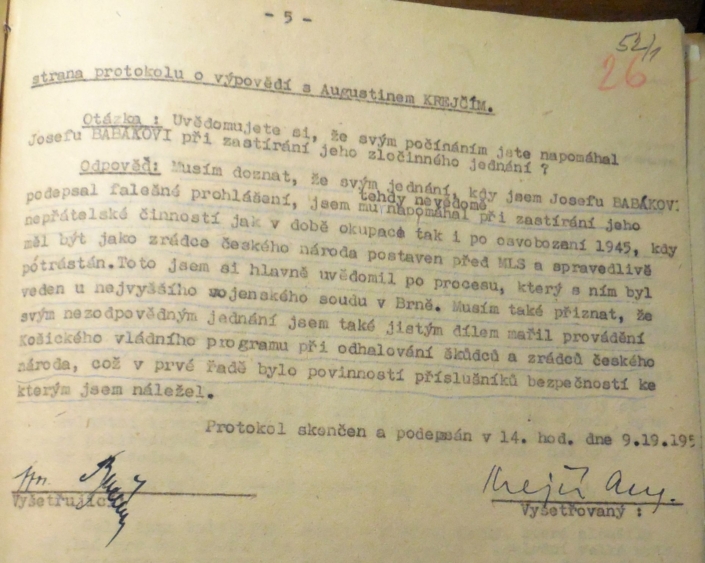 - 5 -
52/1
26
strana protokolu o výpovědí s Augustinem KREJČÍM.
Otázka : Uvědomujete si, že svým počínáním jste napomáhal
Josefu BABÁKOVI při zastírání jeho zločinného jednání ?
Odpověď: Musím doznat, že svým jednání, kdy jsem Josefu BABÁKOVI
tehdy nevědomě
podepsal falečné prohlášení, jsem mu napomáhal při zastírání jeho
nepřátelské činností jak v době okupace tak i po osvobozaní 1945, kdy
měl být jako zrádce českého národa postaven před MLS a spravedlivě
pótrástán.Toto jsem si hlavně uvědomil po procesu, který s ním byl
veden u nejvyššího vojenského soudu v Brně. Musím také přiznat, že
svým nezodpovědným jednání jsem také jistým dílem mařil provádění
Košického vládního programu při odhalování škůdců a zrádců českého
národa, což v prvé řadě bylo povinností příslušníků bezpečností ke
kterým jsem náležel.
Protokol skončen a podepsán v 14. hod. dne 9.19.195
Krejčí Aug.
Vyšetřující
Vyšetřovaný :